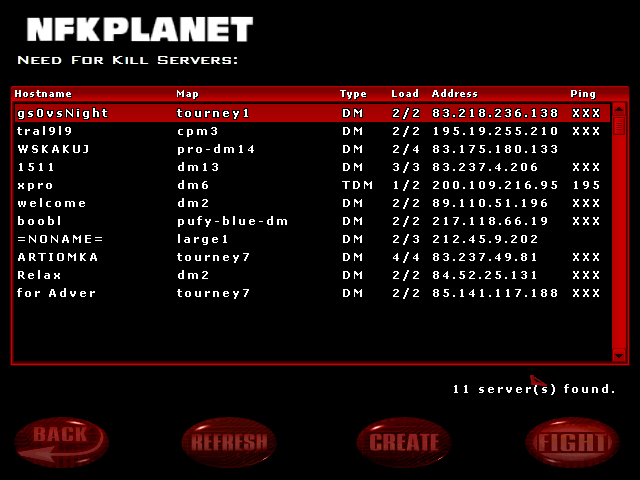 NFKPLANET
NEED FOR KILL SERVERS:
Hostname Map Type Load Address Ping
gs0vsNight tourney1 DM 2/2 83.218.236.138 XXX
tral9l9 cpm3 DM 2/2 195.19.255.210 XXX
WSKAKUJ pro-dm14 DM 2/4 83.175.180.133
1511 dm13 DM 3/3 83.237.4.206 XXX
xpro dm6 TDM 1/2 200.109.216.95 195
welcome dm2 DM 2/2 89.110.51.196 XXX
boobl pufy-blue-dm DM 2/2 217.118.66.19 XXX
=NONAME= large1 DM 2/3 212.45.9.202
ARTIOMKA tourney7 DM 4/4 83.237.49.81 XXX
Relax dm2 DM 2/2 84.52.25.131 XXX
for Adver tourney7 DM 2/2 85.141.117.188 XXX
11 server(s) found.
BACK REFRESH CREATE FIGHT